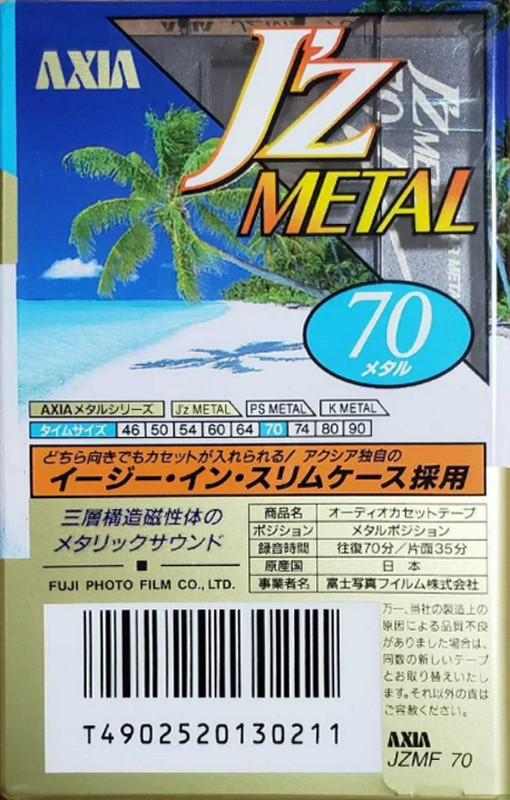 AXIA
J'z
METAL
70
メタル
AXIAメタルシリーズ J'z METAL PS METAL K METAL
タイムサイズ 46 50 54 60 64 70 74 80 90
どちら向きでもカセットが入れられる! アクシア独自の
イージー・イン・スリムケース採用
三層構造磁性体の
メタリックサウンド
FUJI PHOTO FILM CO., LTD.
商品名 オーディオカセットテープ
ポジション メタルポジション
録音時間 往復70分/片面35分
原産国 日本
事業者名 富士写真フイルム株式会社
万一、当社の製造上の
原因による品質不良
がありました場合は、
同数の新しいテープ
とお取り替えいたし
ます。それ以外の責は
ご容赦ください。
T4902520130211
AXIA
JZMF 70